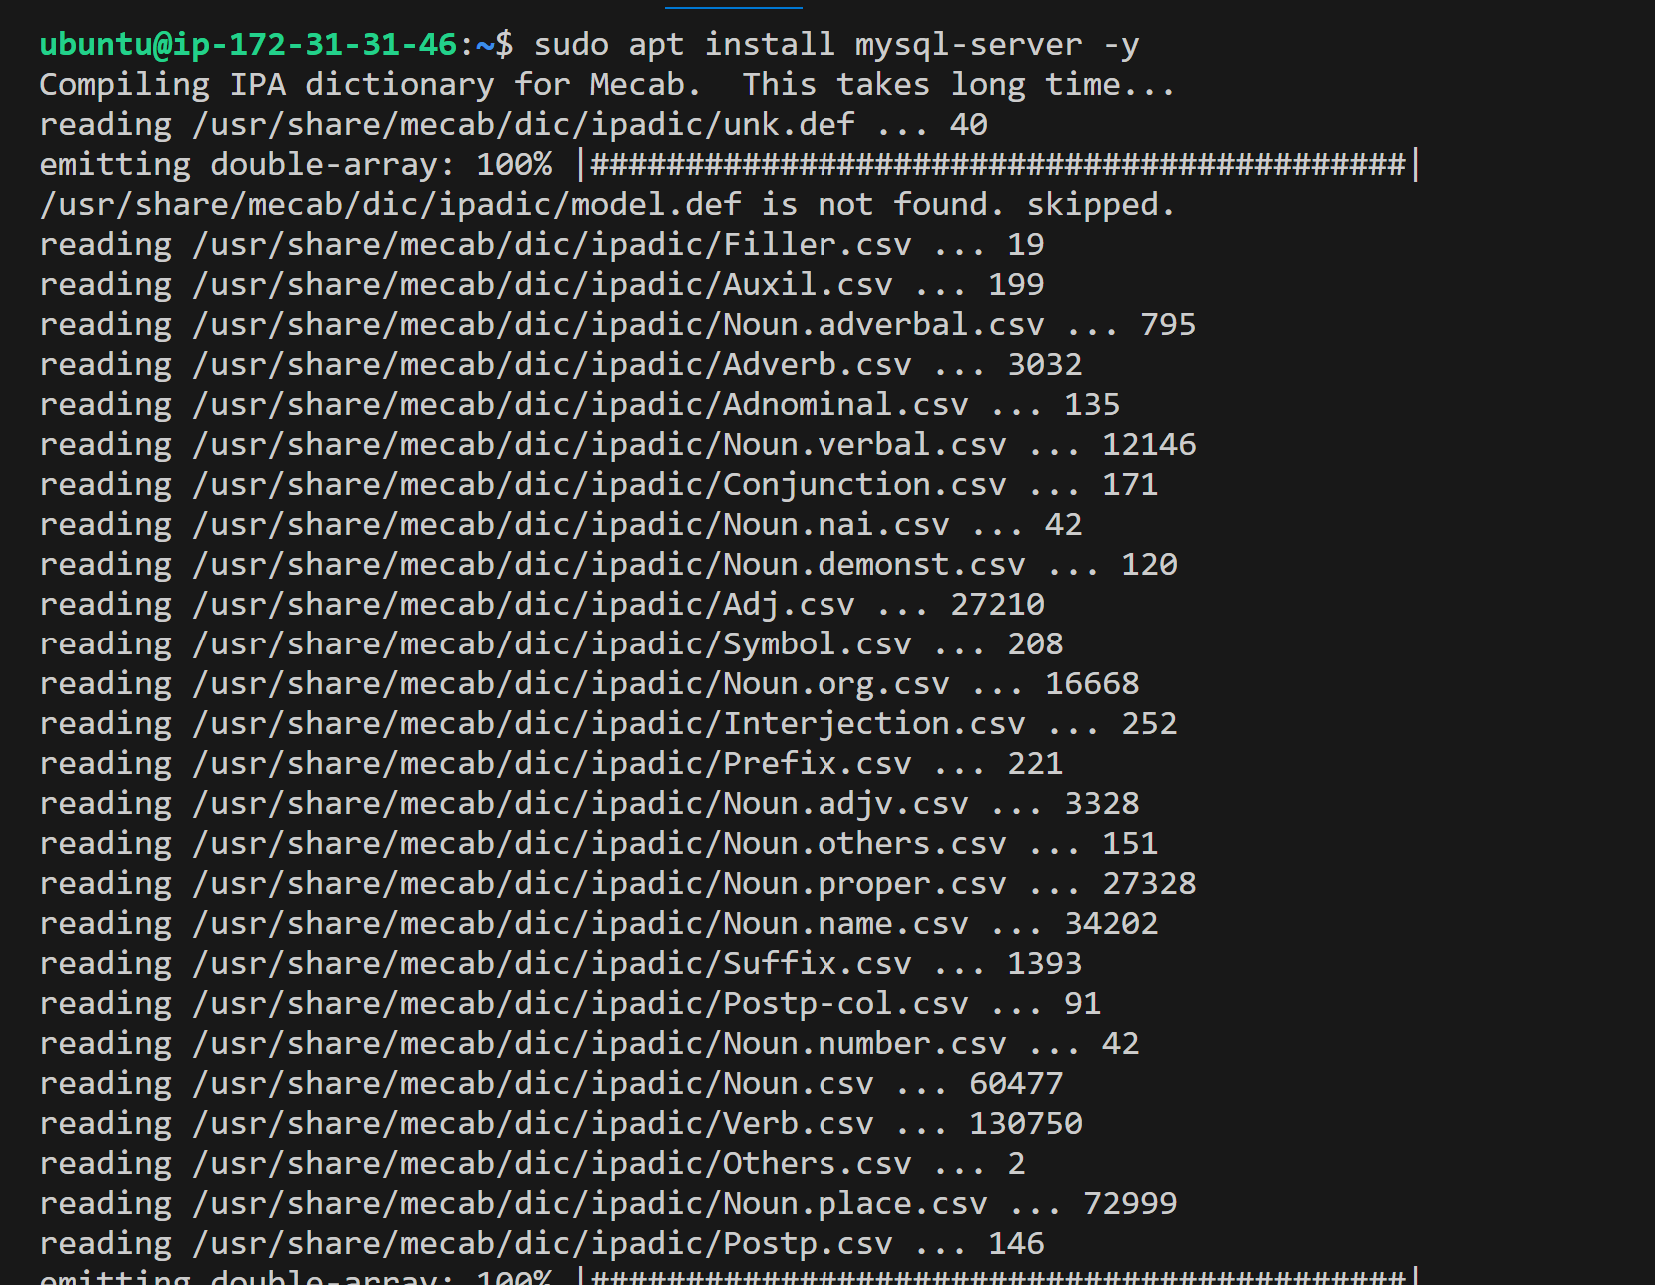 ubuntu@ip-172-31-31-46:~$ sudo apt install mysql-server -y
Compiling IPA dictionary for Mecab.  This takes long time...
reading /usr/share/mecab/dic/ipadic/unk.def ... 40
emitting double-array: 100% |###########################################|
/usr/share/mecab/dic/ipadic/model.def is not found. skipped.
reading /usr/share/mecab/dic/ipadic/Filler.csv ... 19
reading /usr/share/mecab/dic/ipadic/Auxil.csv ... 199
reading /usr/share/mecab/dic/ipadic/Noun.adverbal.csv ... 795
reading /usr/share/mecab/dic/ipadic/Adverb.csv ... 3032
reading /usr/share/mecab/dic/ipadic/Adnominal.csv ... 135
reading /usr/share/mecab/dic/ipadic/Noun.verbal.csv ... 12146
reading /usr/share/mecab/dic/ipadic/Conjunction.csv ... 171
reading /usr/share/mecab/dic/ipadic/Noun.nai.csv ... 42
reading /usr/share/mecab/dic/ipadic/Noun.demonst.csv ... 120
reading /usr/share/mecab/dic/ipadic/Adj.csv ... 27210
reading /usr/share/mecab/dic/ipadic/Symbol.csv ... 208
reading /usr/share/mecab/dic/ipadic/Noun.org.csv ... 16668
reading /usr/share/mecab/dic/ipadic/Interjection.csv ... 252
reading /usr/share/mecab/dic/ipadic/Prefix.csv ... 221
reading /usr/share/mecab/dic/ipadic/Noun.adjv.csv ... 3328
reading /usr/share/mecab/dic/ipadic/Noun.others.csv ... 151
reading /usr/share/mecab/dic/ipadic/Noun.proper.csv ... 27328
reading /usr/share/mecab/dic/ipadic/Noun.name.csv ... 34202
reading /usr/share/mecab/dic/ipadic/Suffix.csv ... 1393
reading /usr/share/mecab/dic/ipadic/Postp-col.csv ... 91
reading /usr/share/mecab/dic/ipadic/Noun.number.csv ... 42
reading /usr/share/mecab/dic/ipadic/Noun.csv ... 60477
reading /usr/share/mecab/dic/ipadic/Verb.csv ... 130750
reading /usr/share/mecab/dic/ipadic/Others.csv ... 2
reading /usr/share/mecab/dic/ipadic/Noun.place.csv ... 72999
reading /usr/share/mecab/dic/ipadic/Postp.csv ... 146
emitting double-array: 100% |###########################################|